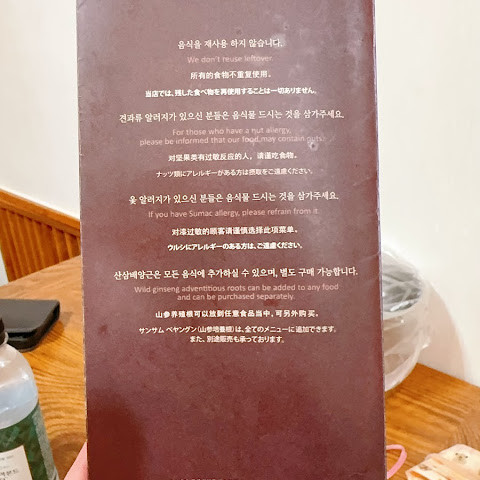 음식을 재사용 하지 않습니다.
We don't reuse leftover.
所有的食物不重复使用。
当店では、残した食べ物を再使用することは一切ありません。
견과류 알러지가 있으신 분들은 음식물 드시는 것을 삼가주세요.
For those who have a nut allergy,
please be informed that our food may contain nuts.
对坚果类有过敏反应的人，请谨吃食物。
ナッツ類にアレルギーがある方は摂取をご遠慮ください。
옻 알러지가 있으신 분들은 음식물 드시는 것을 삼가주세요.
If you have Sumac allergy, please refrain from it.
对漆过敏的顾客请谨慎选择此项菜单。
ウルシにアレルギーのある方は、ご遠慮ください。
산삼배양근은 모든 음식에 추가하실 수 있으며, 별도 구매 가능합니다.
Wild ginseng adventitious roots can be added to any food
and can be purchased separately.
山参养殖根可以放到任意食品当中，可另外购买。
サンサム ベヤングン（山参培養根）は、全てのメニューに追加できます。
また、別途販売も承っております。